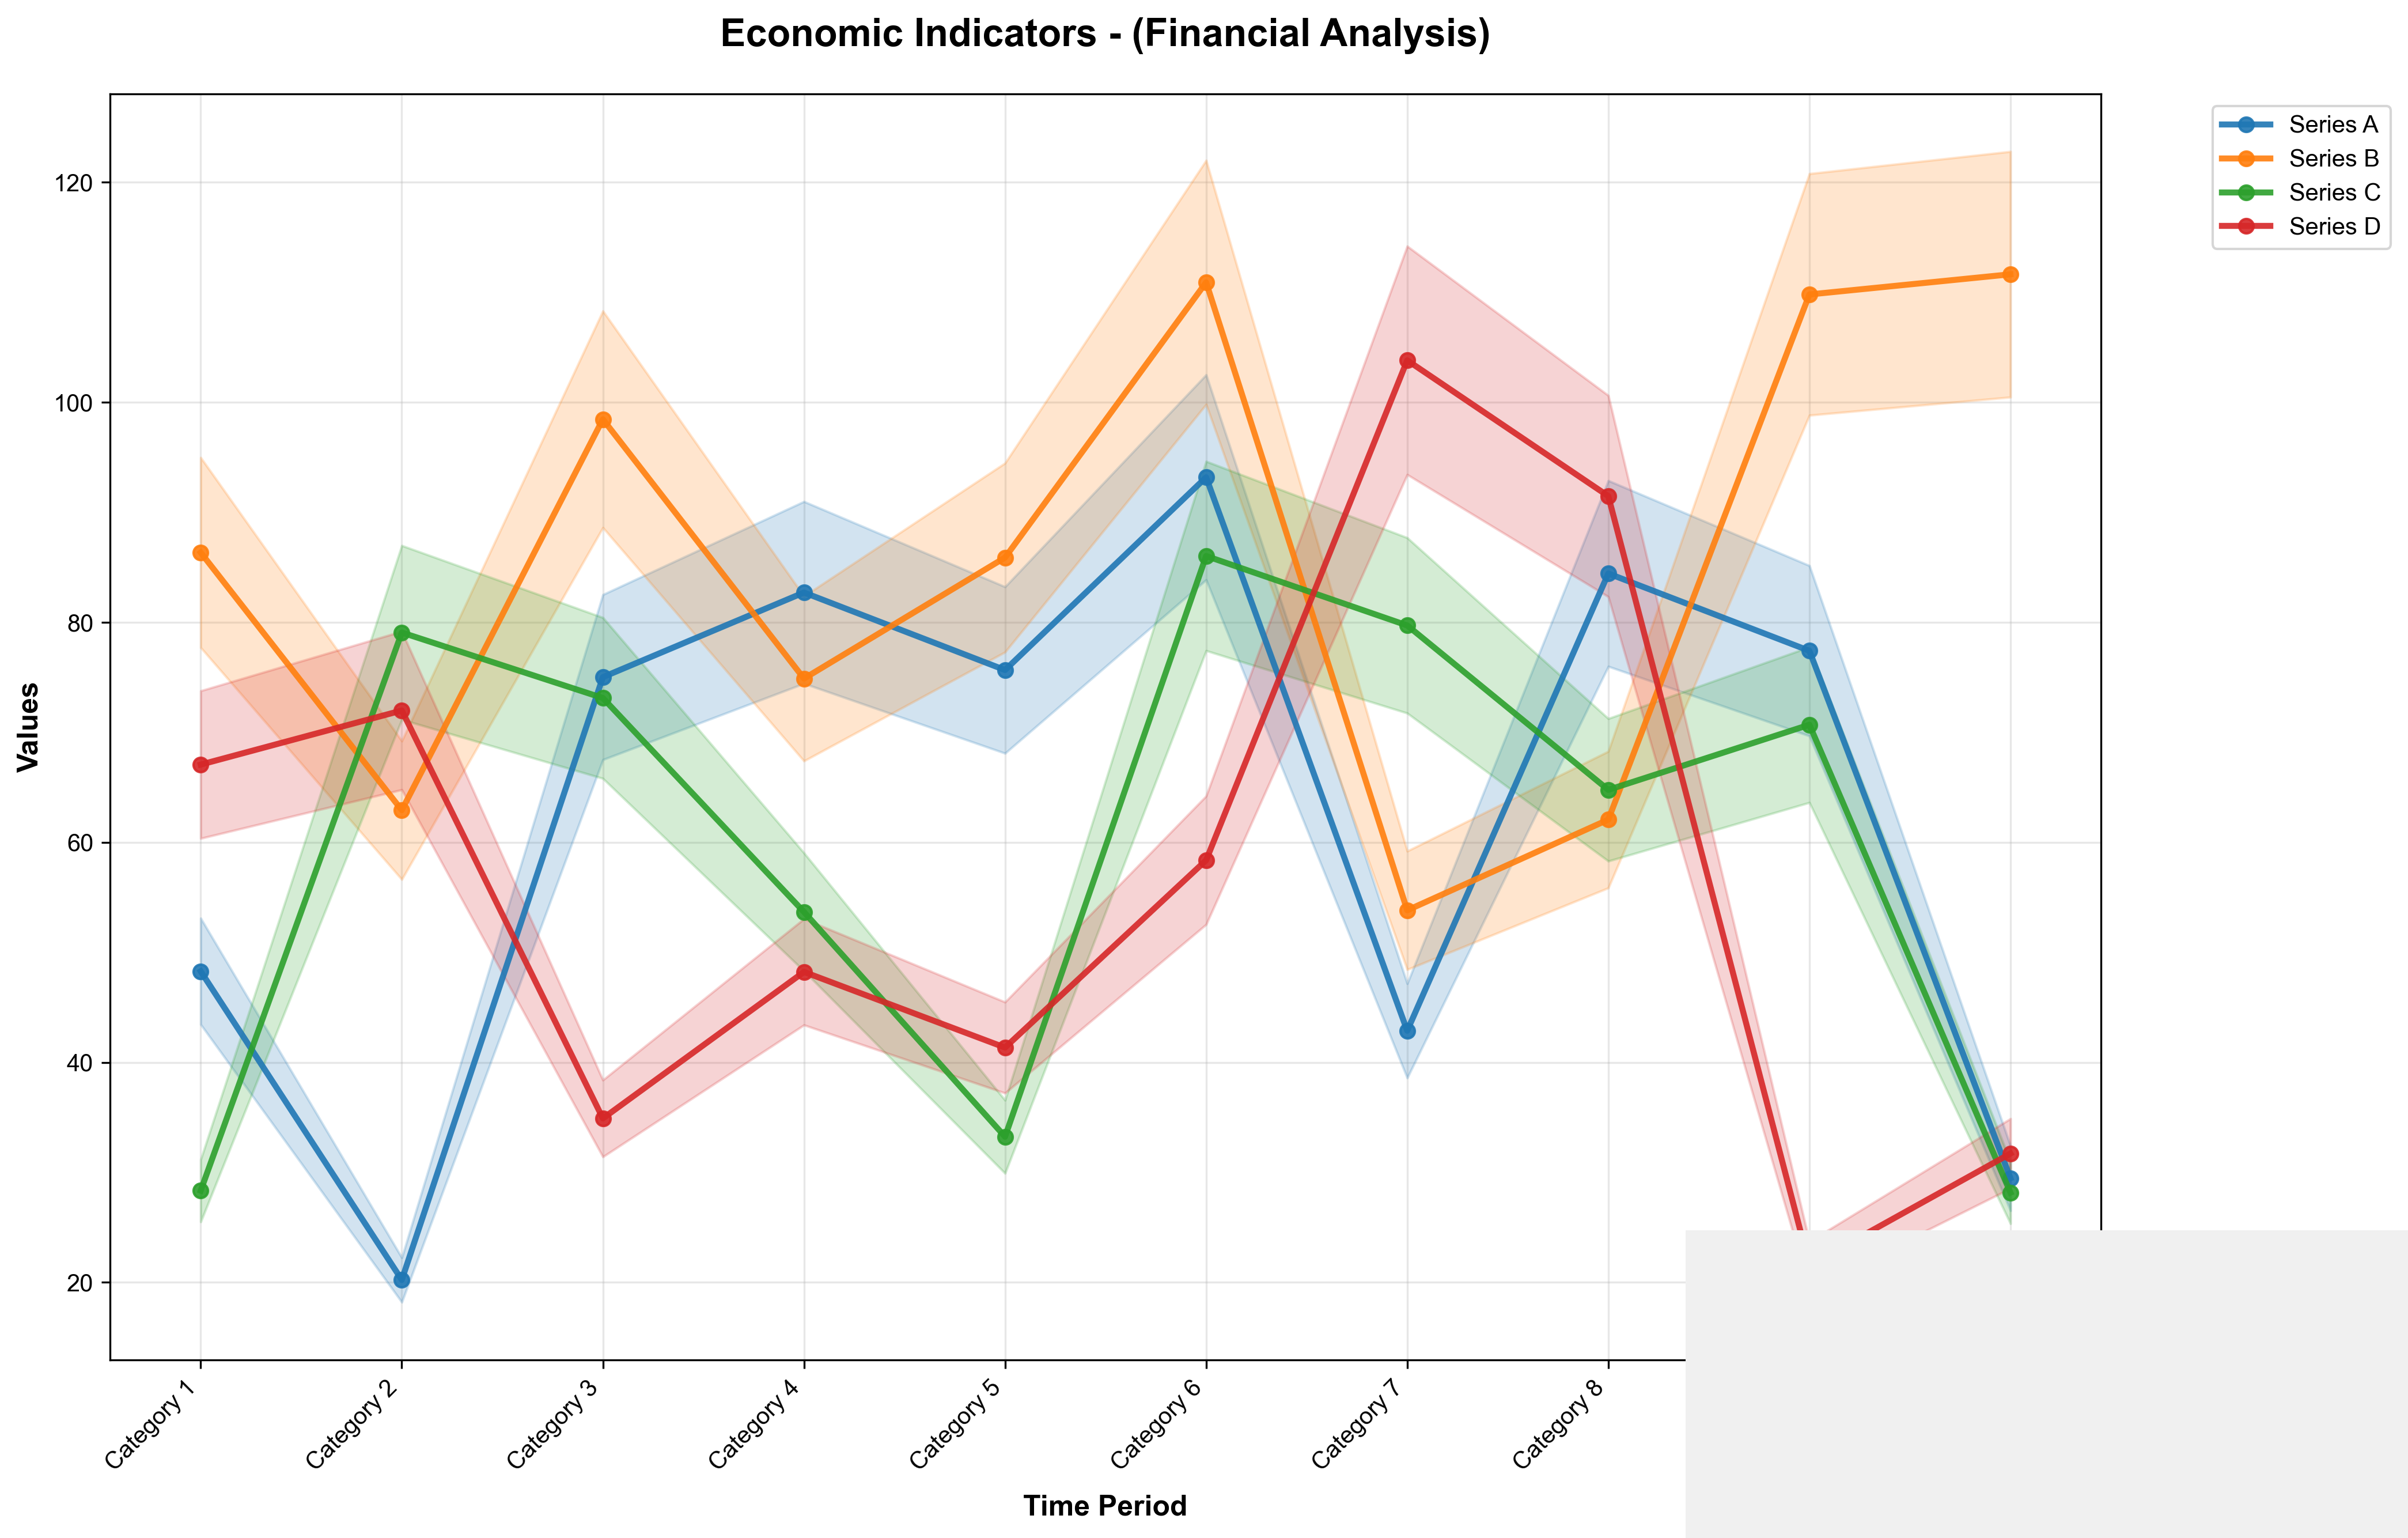 Economic Indicators - (Financial Analysis)
Series A
Series B
Series C
Series D
Values
120
100
80
60
40
20
Category 1
Category 2
Category 3
Category 4
Category 5
Category 6
Category 7
Category 8
Time Period